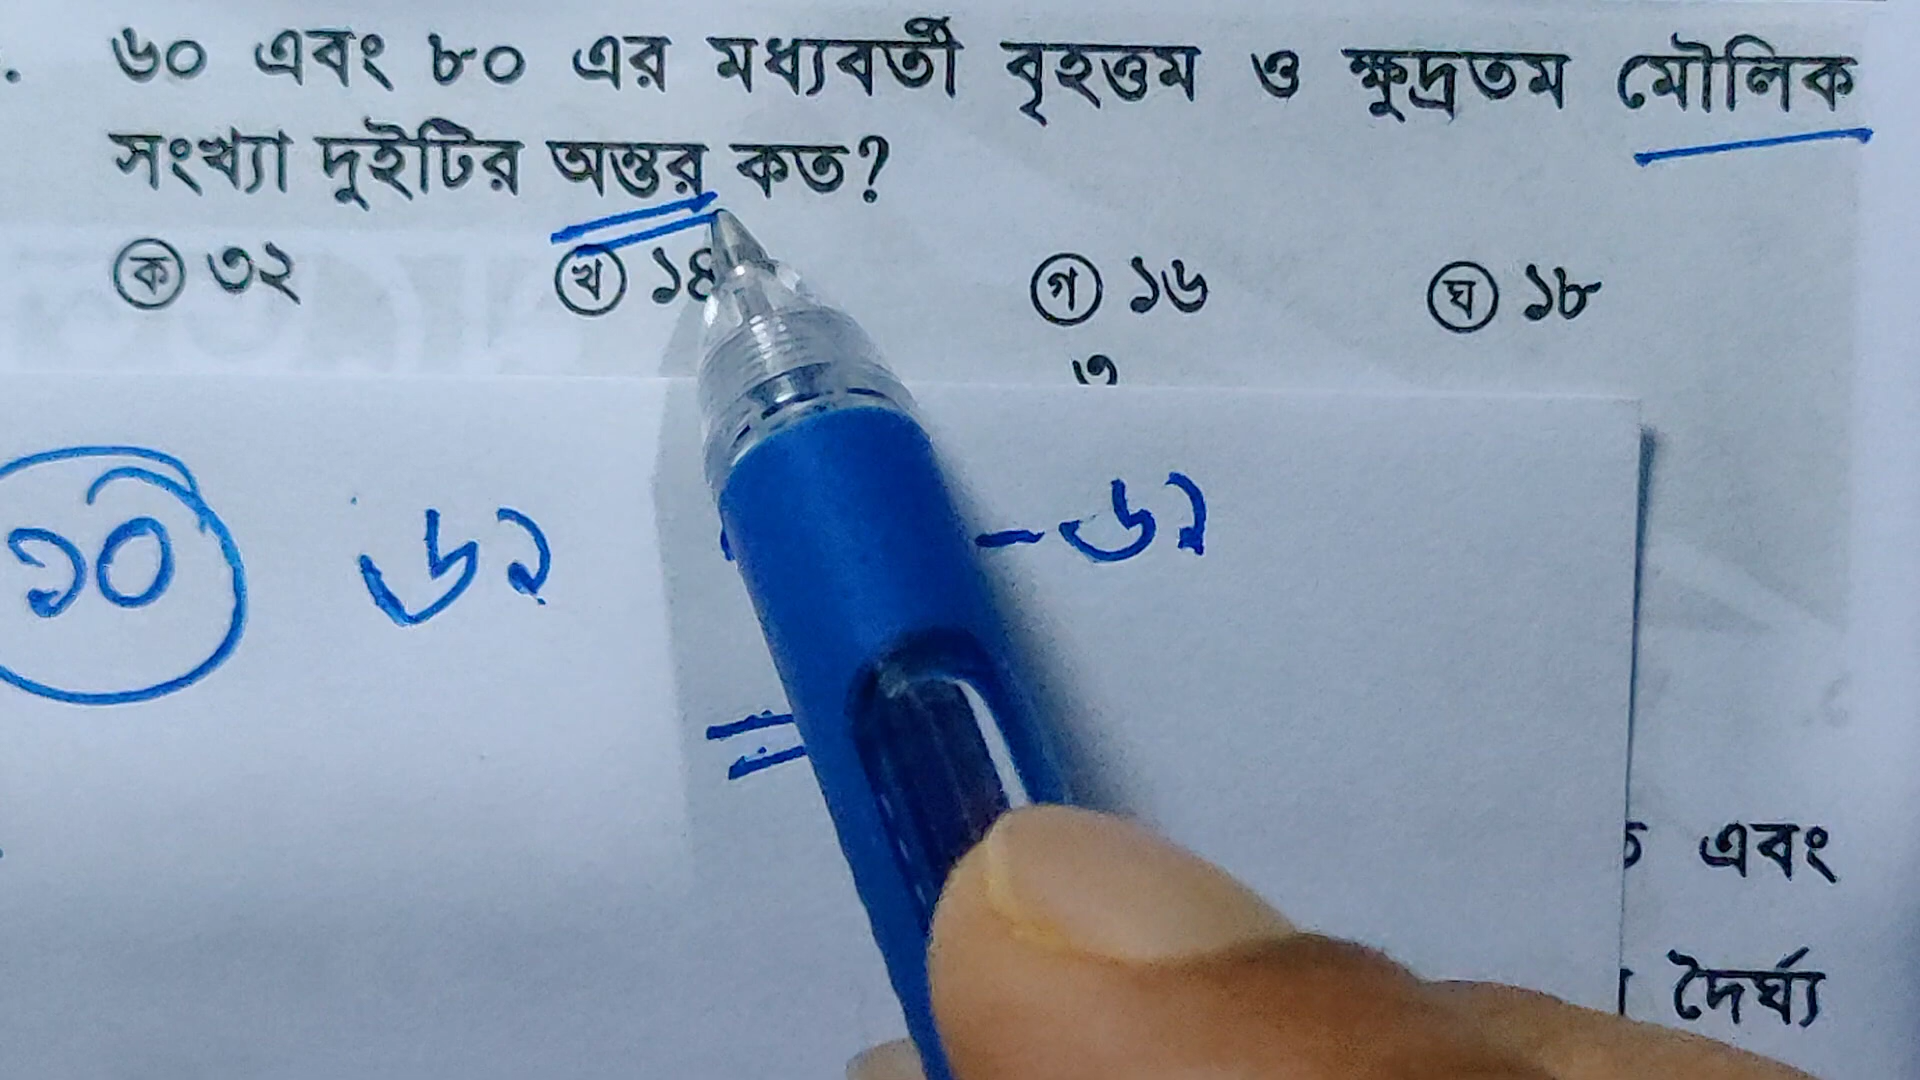 ৬০ এবং ৮০ এর মধ্যবর্তী বৃহত্তম ও ক্ষুদ্রতম মৌলিক
সংখ্যা দুইটির অন্তর কত?
ক ৩২ খ ১৪ গ ১৬ ঘ ১৮
১০ ৬১ - ৬১
=
এবং
দৈর্ঘ্য